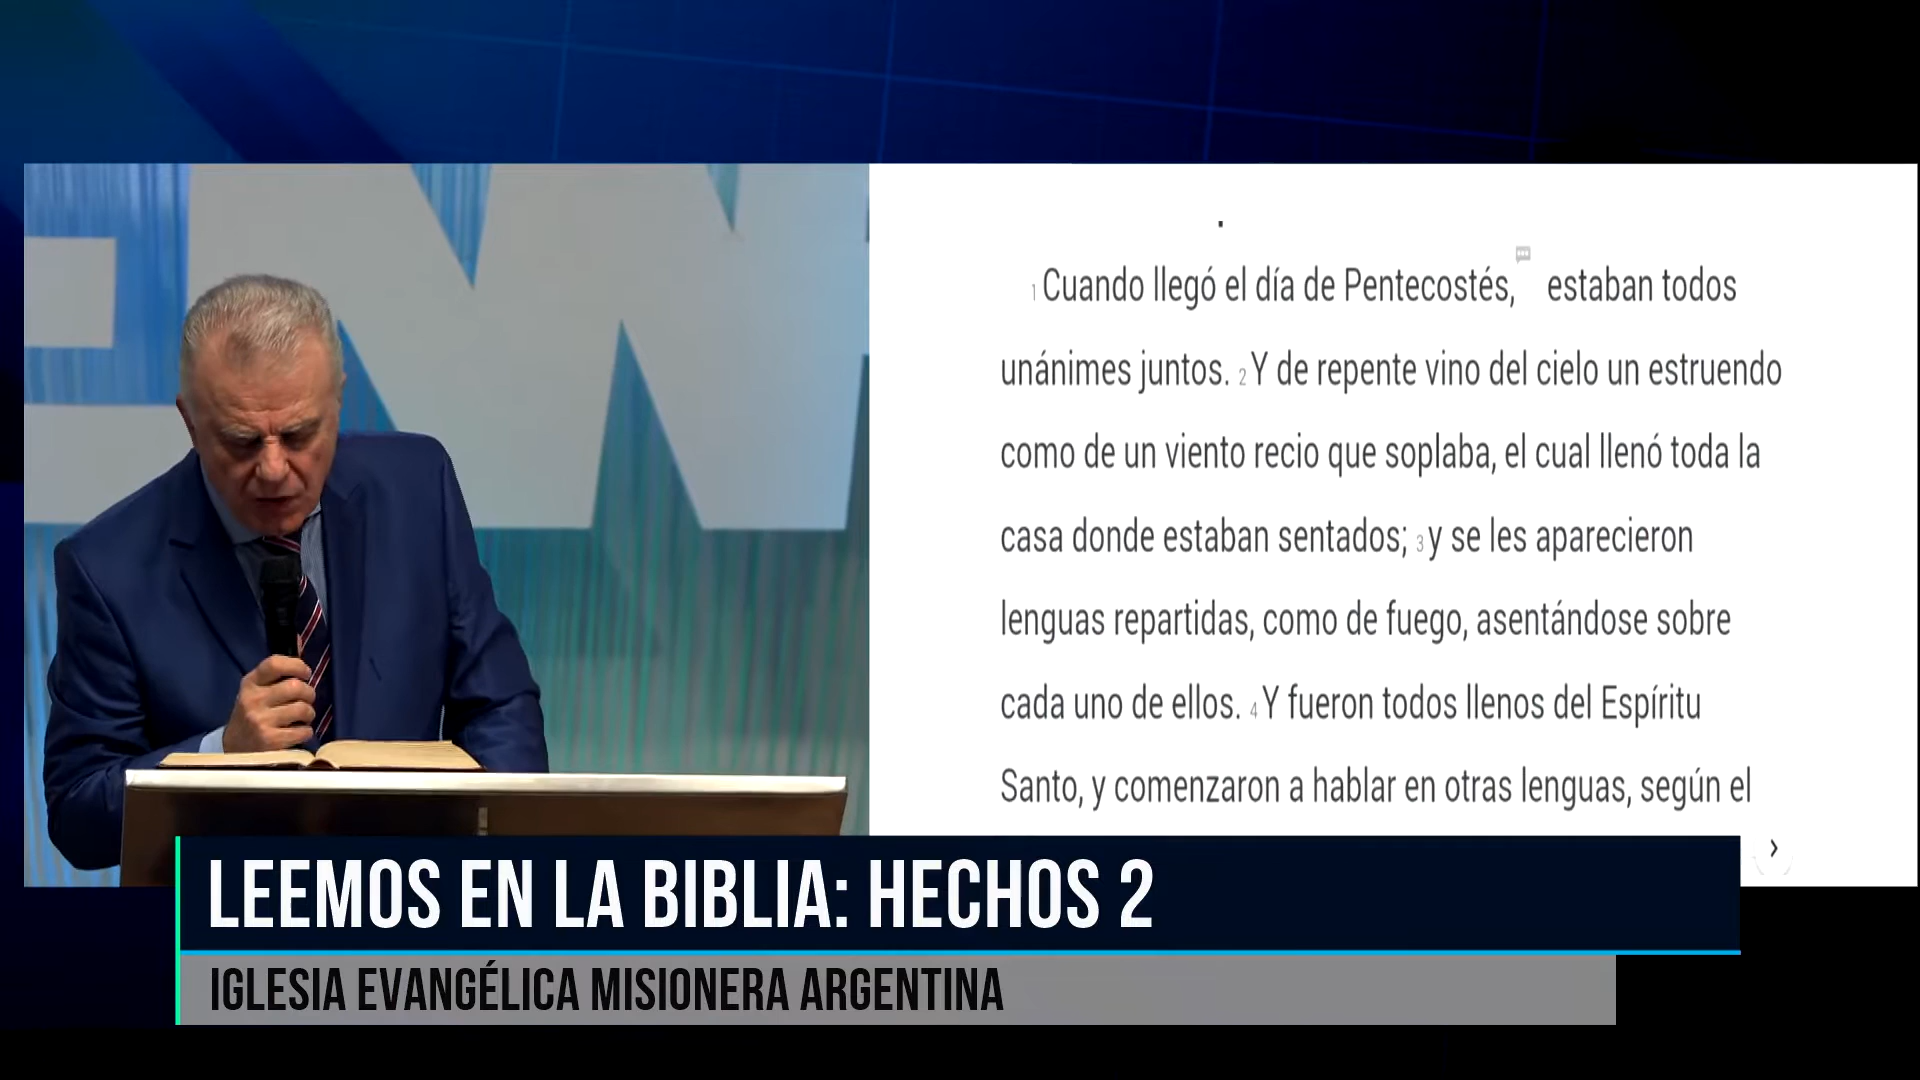 1 Cuando llegó el día de Pentecostés, estaban todos
unánimes juntos. 2 Y de repente vino del cielo un estruendo
como de un viento recio que soplaba, el cual llenó toda la
casa donde estaban sentados; 3 y se les aparecieron
lenguas repartidas, como de fuego, asentándose sobre
cada uno de ellos. 4 Y fueron todos llenos del Espíritu
Santo, y comenzaron a hablar en otras lenguas, según el
LEEMOS EN LA BIBLIA: HECHOS 2
IGLESIA EVANGÉLICA MISIONERA ARGENTINA